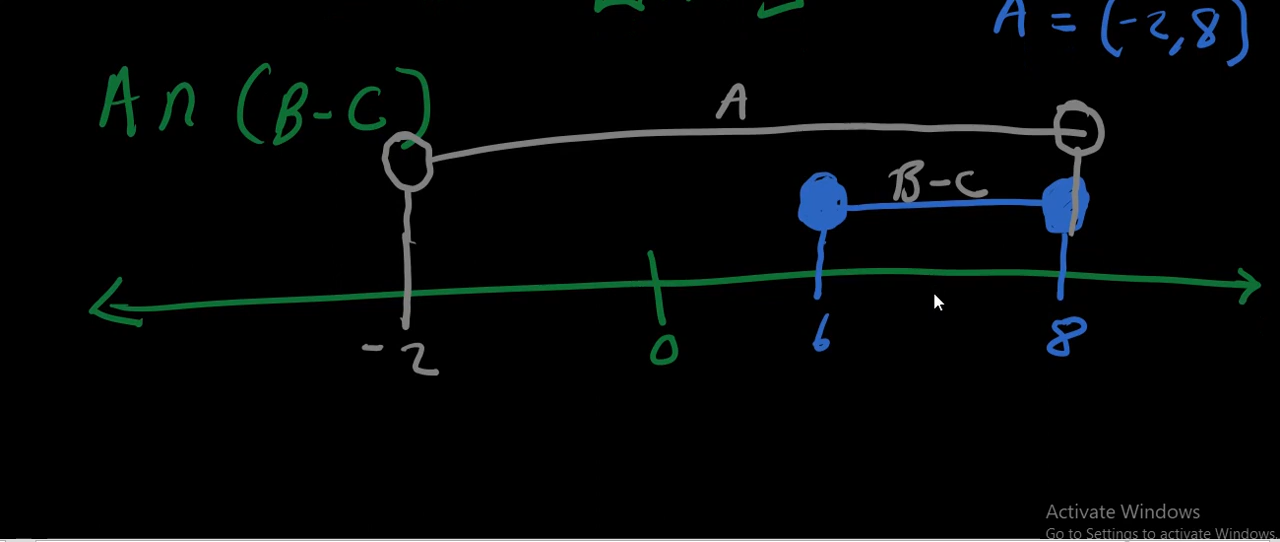 A = (-2,8)
A ∩ (B-C)
A
B-C
-2 0 6 8
Activate Windows
Go to Settings to activate Windows.